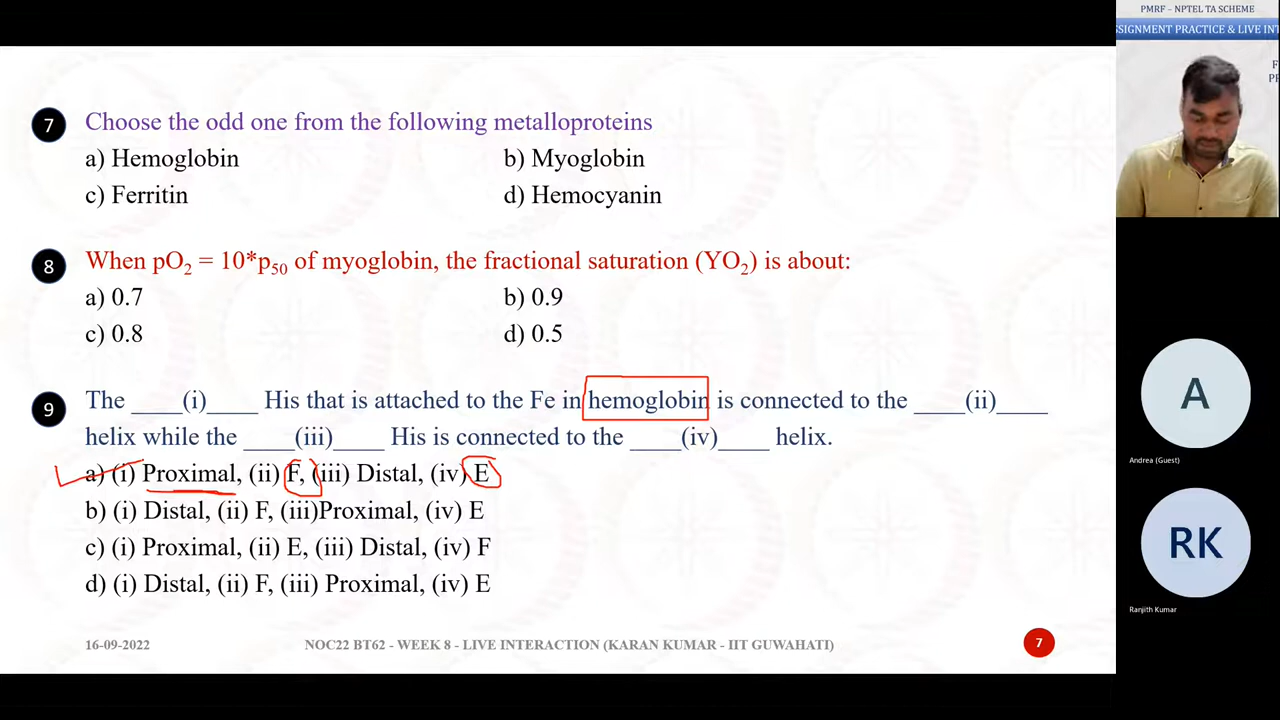 PMRF – NPTEL TA SCHEME
SSIGNMENT PRACTICE & LIVE INT
7 Choose the odd one from the following metalloproteins
a) Hemoglobin b) Myoglobin
c) Ferritin d) Hemocyanin
8 When pO2 = 10*p50 of myoglobin, the fractional saturation (YO2) is about:
a) 0.7 b) 0.9
c) 0.8 d) 0.5
9 The ____(i)____ His that is attached to the Fe in hemoglobin is connected to the ____(ii)____
helix while the ____(iii)____ His is connected to the ____(iv)____ helix.
a) (i) Proximal, (ii) F, (iii) Distal, (iv) E
b) (i) Distal, (ii) F, (iii)Proximal, (iv) E
c) (i) Proximal, (ii) E, (iii) Distal, (iv) F
d) (i) Distal, (ii) F, (iii) Proximal, (iv) E
16-09-2022 NOC22 BT62 - WEEK 8 - LIVE INTERACTION (KARAN KUMAR - IIT GUWAHATI) 7
A
Andrea (Guest)
RK
Ranjith Kumar